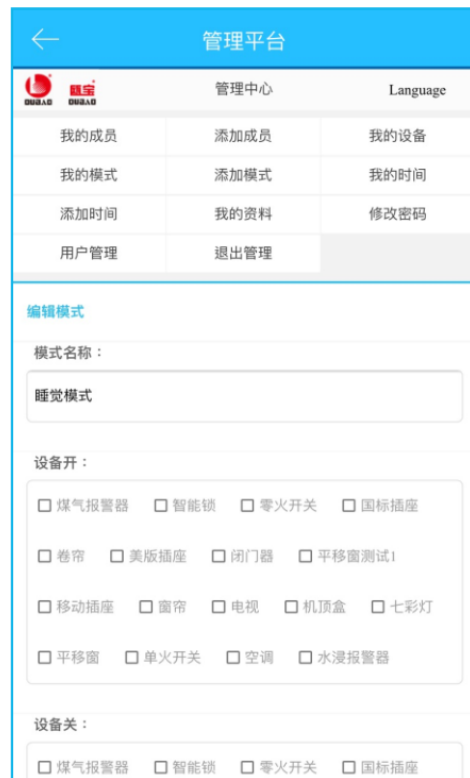 管理平台
OUBAO 瓯宝 OUBAO 管理中心 Language
我的成员 添加成员 我的设备
我的模式 添加模式 我的时间
添加时间 我的资料 修改密码
用户管理 退出管理
编辑模式
模式名称：
睡觉模式
设备开：
煤气报警器 智能锁 零火开关 国标插座
卷帘 美版插座 闭门器 平移窗测试1
移动插座 窗帘 电视 机顶盒 七彩灯
平移窗 单火开关 空调 水浸报警器
设备关：
煤气报警器 智能锁 零火开关 国标插座